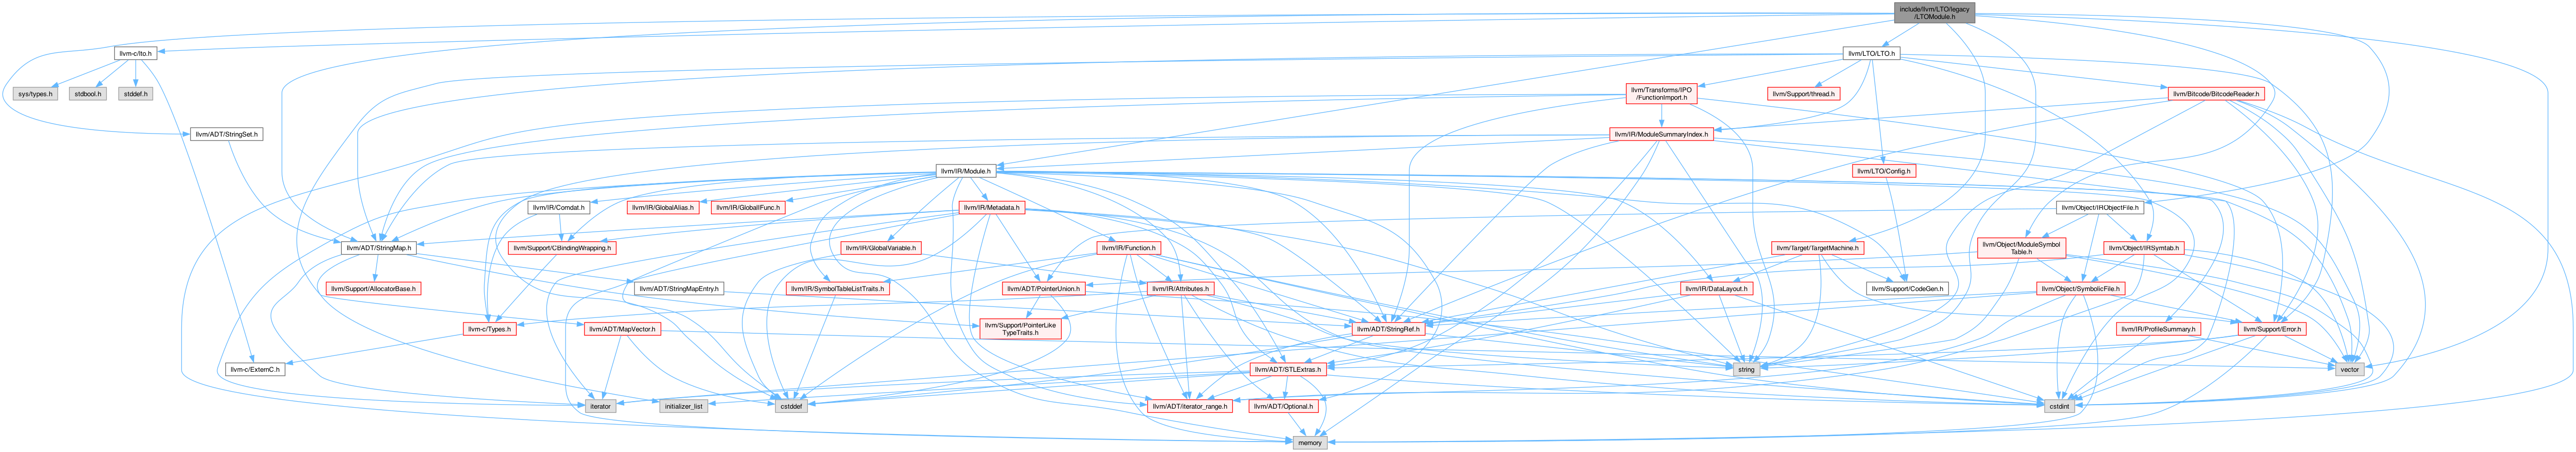 include/llvm/LTO/legacy
/LTOModule.h
llvm-c/lto.h
llvm/LTO/LTO.h
sys/types.h
stdbool.h
stddef.h
llvm/Transforms/IPO
/FunctionImport.h
llvm/Support/thread.h
llvm/Bitcode/BitcodeReader.h
llvm/ADT/StringSet.h
llvm/IR/ModuleSummaryIndex.h
llvm/IR/Module.h
llvm/LTO/Config.h
llvm/IR/Comdat.h
llvm/IR/GlobalAlias.h
llvm/IR/GlobalIFunc.h
llvm/IR/Metadata.h
llvm/Object/IRObjectFile.h
llvm/ADT/StringMap.h
llvm/Support/CBindingWrapping.h
llvm/IR/GlobalVariable.h
llvm/IR/Function.h
llvm/Target/TargetMachine.h
llvm/Object/ModuleSymbol
Table.h
llvm/Object/IRSymtab.h
llvm/Support/AllocatorBase.h
llvm/ADT/StringMapEntry.h
llvm/IR/SymbolTableListTraits.h
llvm/ADT/PointerUnion.h
llvm/IR/Attributes.h
llvm/IR/DataLayout.h
llvm/Support/CodeGen.h
llvm/Object/SymbolicFile.h
llvm-c/Types.h
llvm/ADT/MapVector.h
llvm/Support/PointerLike
TypeTraits.h
llvm/ADT/StringRef.h
llvm/IR/ProfileSummary.h
llvm/Support/Error.h
llvm-c/ExternC.h
llvm/ADT/STLExtras.h
string
vector
iterator
initializer_list
cstddef
llvm/ADT/iterator_range.h
llvm/ADT/Optional.h
cstdint
memory